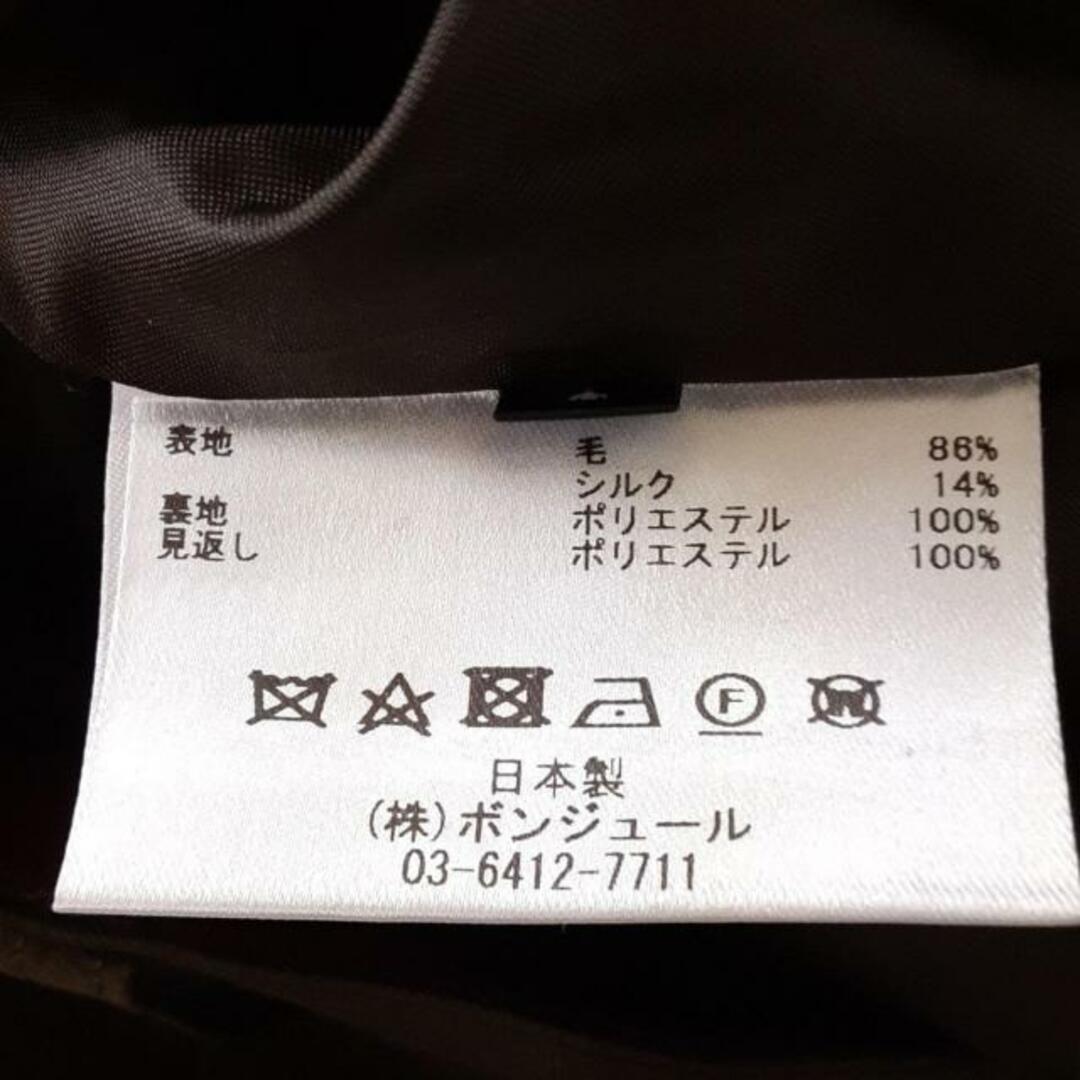 表地 毛 86%
シルク 14%
裏地 ポリエステル 100%
見返し ポリエステル 100%
F W
日本製
(株)ボンジュール
03-6412-7711